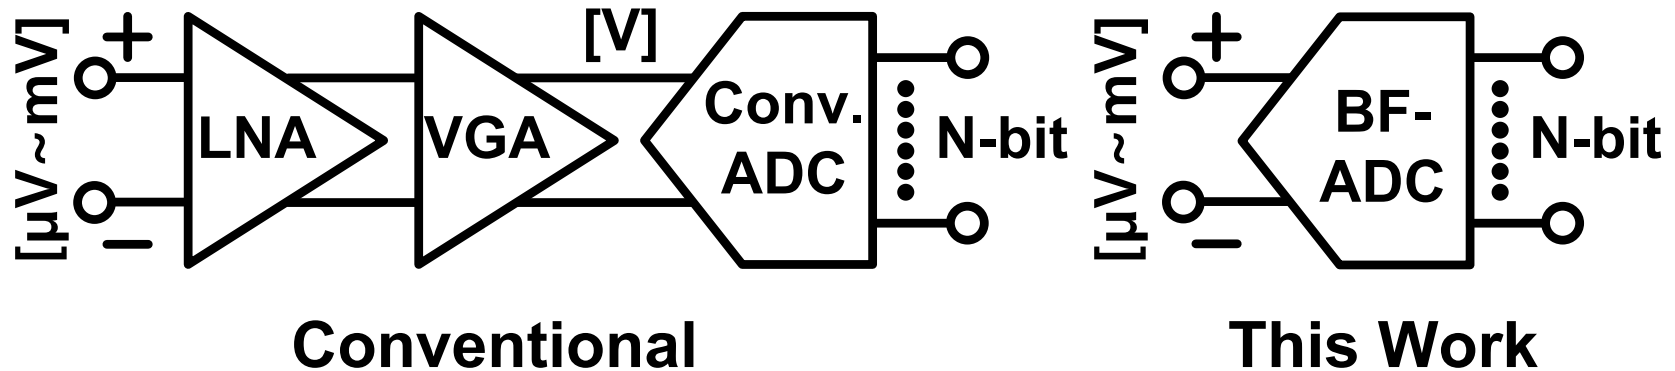 [µV~mV]
+
−
LNA
VGA
[V]
Conv.
ADC
N-bit
Conventional
[µV~mV]
+
−
BF-
ADC
N-bit
This Work